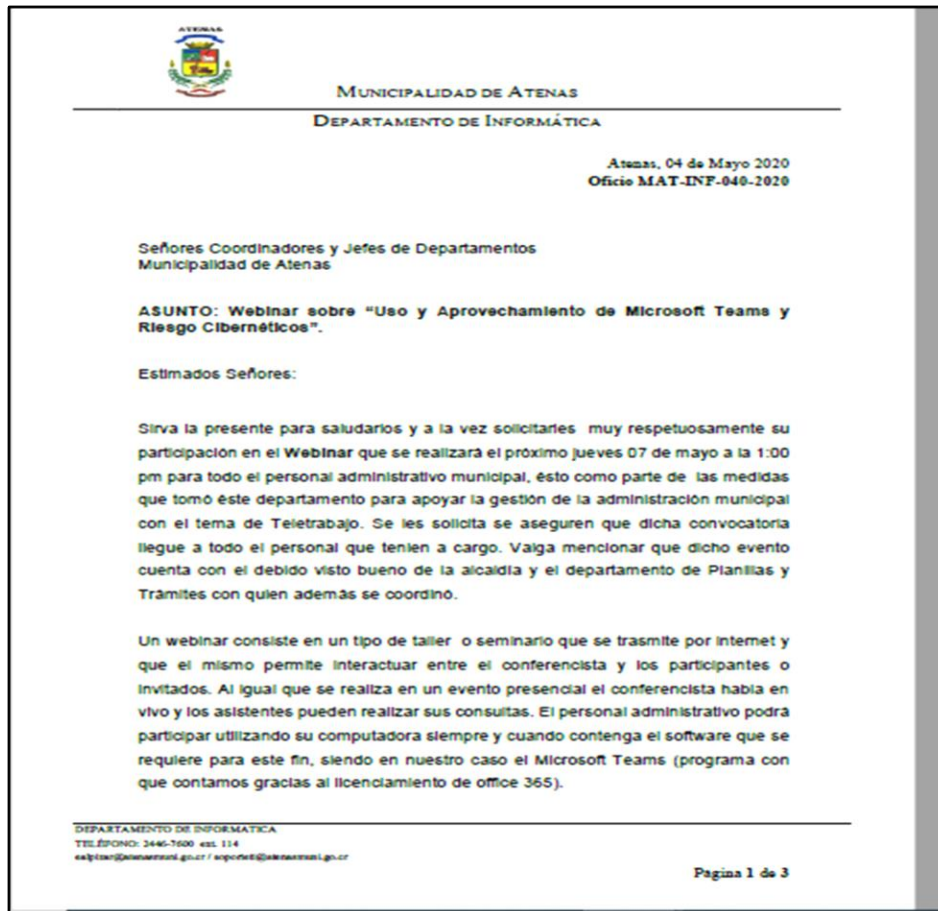 ATENAS
MUNICIPALIDAD DE ATENAS
DEPARTAMENTO DE INFORMÁTICA
Atenas, 04 de Mayo 2020
Oficio MAT-INF-040-2020
Señores Coordinadores y Jefes de Departamentos
Municipalidad de Atenas
ASUNTO: Webinar sobre “Uso y Aprovechamiento de Microsoft Teams y
Riesgo Cibernéticos”.
Estimados Señores:
Sirva la presente para saludarlos y a la vez solicitarles muy respetuosamente su
participación en el Webinar que se realizará el próximo jueves 07 de mayo a la 1:00
pm para todo el personal administrativo municipal, ésto como parte de las medidas
que tomó éste departamento para apoyar la gestión de la administración municipal
con el tema de Teletrabajo. Se les solicita se aseguren que dicha convocatoria
llegue a todo el personal que tenien a cargo. Valga mencionar que dicho evento
cuenta con el debido visto bueno de la alcaldía y el departamento de Planillas y
Trámites con quien además se coordinó.
Un webinar consiste en un tipo de taller o seminario que se trasmite por internet y
que el mismo permite interactuar entre el conferencista y los participantes o
invitados. Al igual que se realiza en un evento presencial el conferencista habla en
vivo y los asistentes pueden realizar sus consultas. El personal administrativo podrá
participar utilizando su computadora siempre y cuando contenga el software que se
requiere para este fin, siendo en nuestro caso el Microsoft Teams (programa con
que contamos gracias al licenciamiento de office 365).
DEPARTAMENTO DE INFORMATICA
TELÉFONO: 2446-7600 ext. 114
Pagina 1 de 3